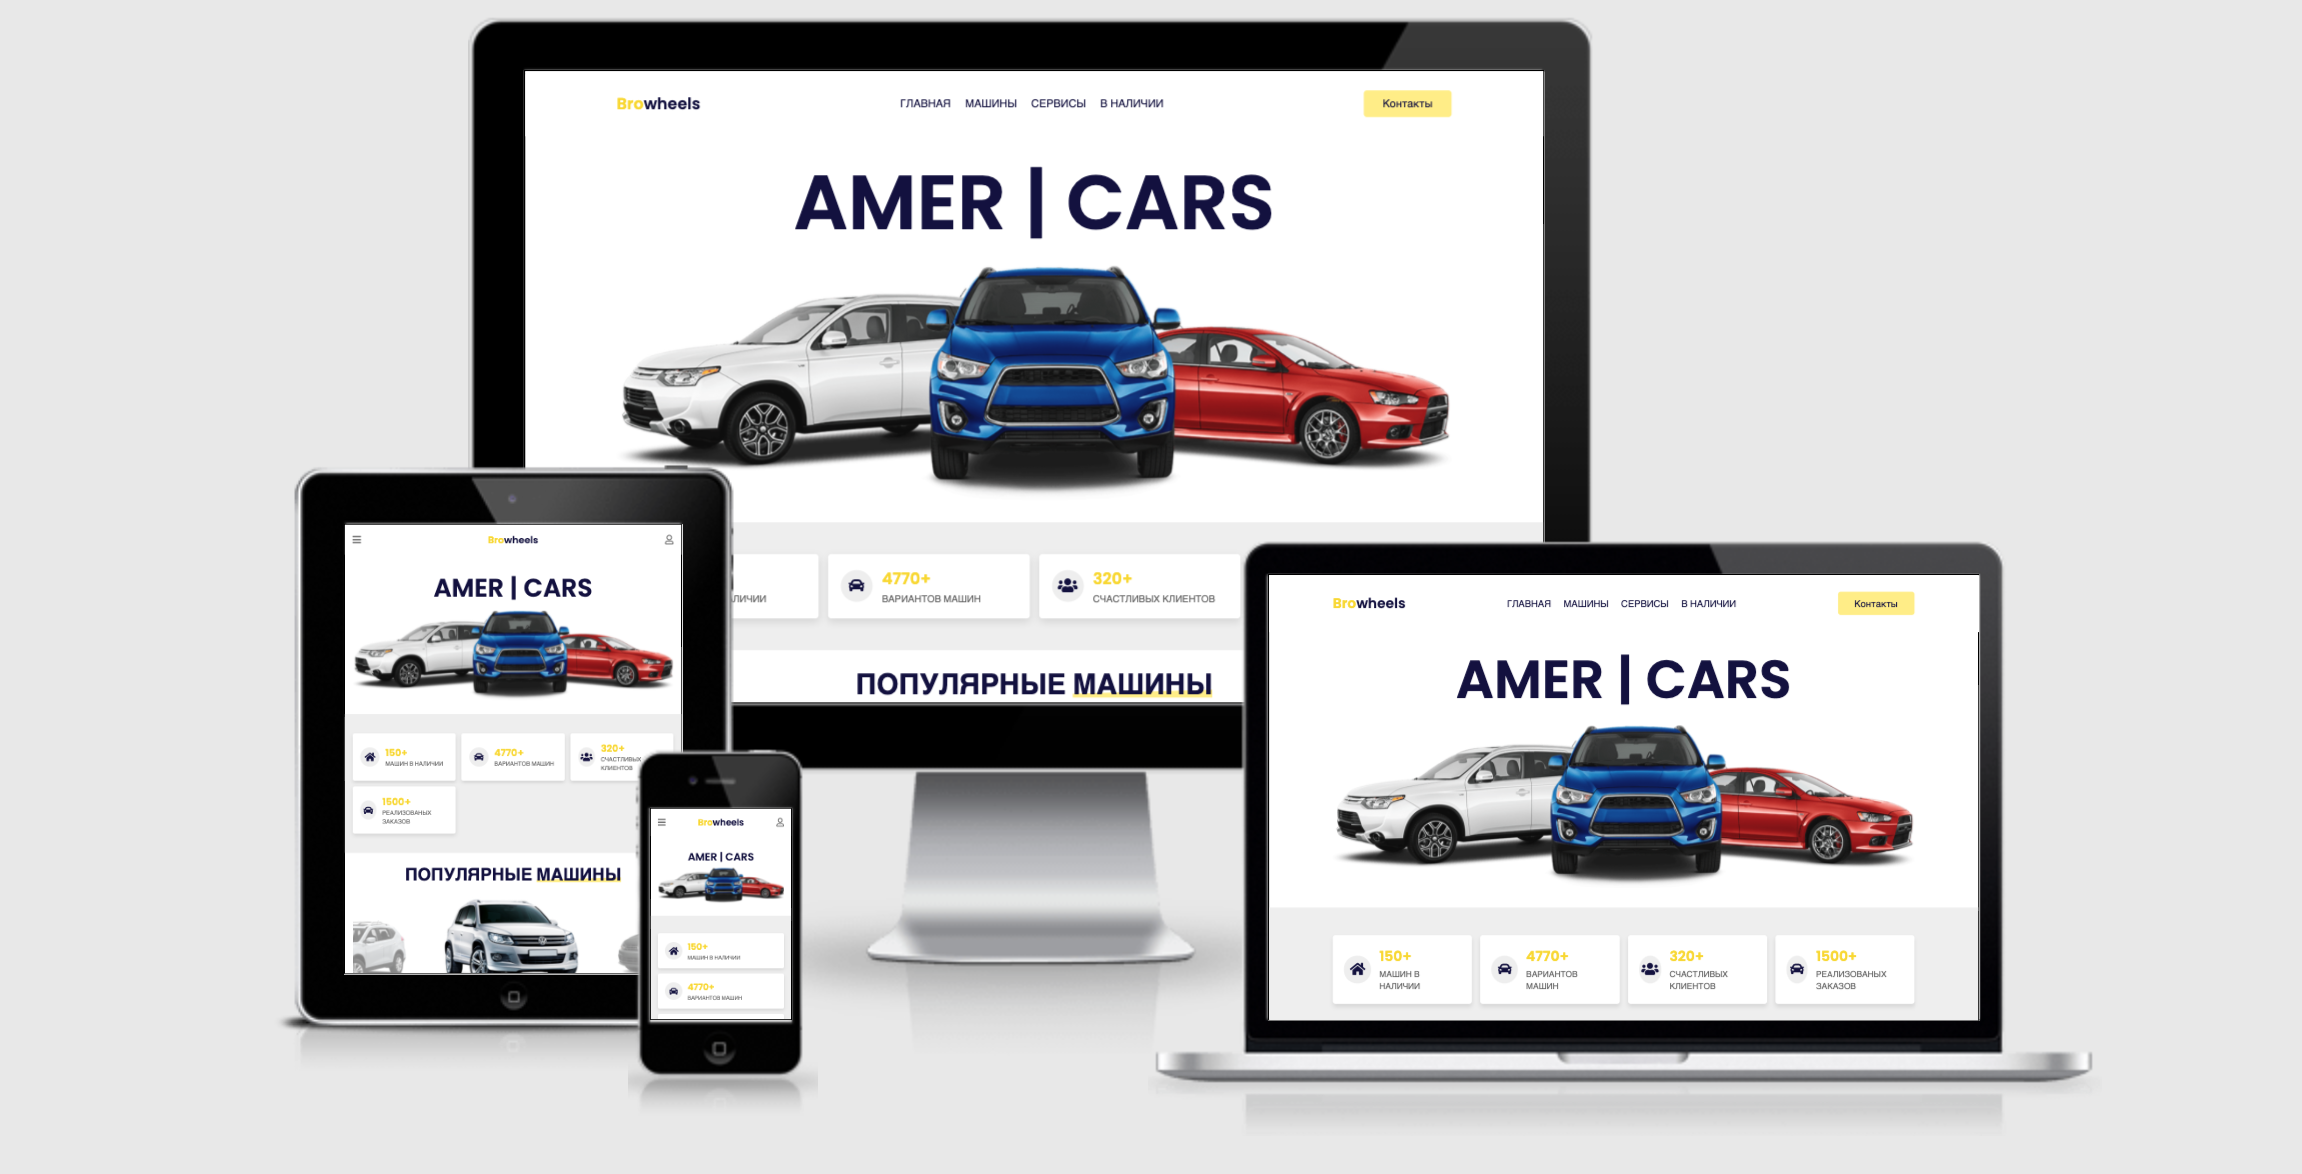 Browheels
ГЛАВНАЯ МАШИНЫ СЕРВИСЫ В НАЛИЧИИ
Контакты
AMER | CARS
4770+
ВАРИАНТОВ МАШИН
320+
СЧАСТЛИВЫХ КЛИЕНТОВ
ПОПУЛЯРНЫЕ МАШИНЫ
Browheels
AMER | CARS
150+
МАШИН В НАЛИЧИИ
4770+
ВАРИАНТОВ МАШИН
320+
СЧАСТЛИВЫХ
КЛИЕНТОВ
1500+
РЕАЛИЗОВАНЫХ
ЗАКАЗОВ
ПОПУЛЯРНЫЕ МАШИНЫ
Browheels
AMER | CARS
150+
МАШИН В НАЛИЧИИ
4770+
ВАРИАНТОВ МАШИН
Browheels
ГЛАВНАЯ МАШИНЫ СЕРВИСЫ В НАЛИЧИИ
Контакты
AMER | CARS
150+
МАШИН В
НАЛИЧИИ
4770+
ВАРИАНТОВ
МАШИН
320+
СЧАСТЛИВЫХ
КЛИЕНТОВ
1500+
РЕАЛИЗОВАНЫХ
ЗАКАЗОВ